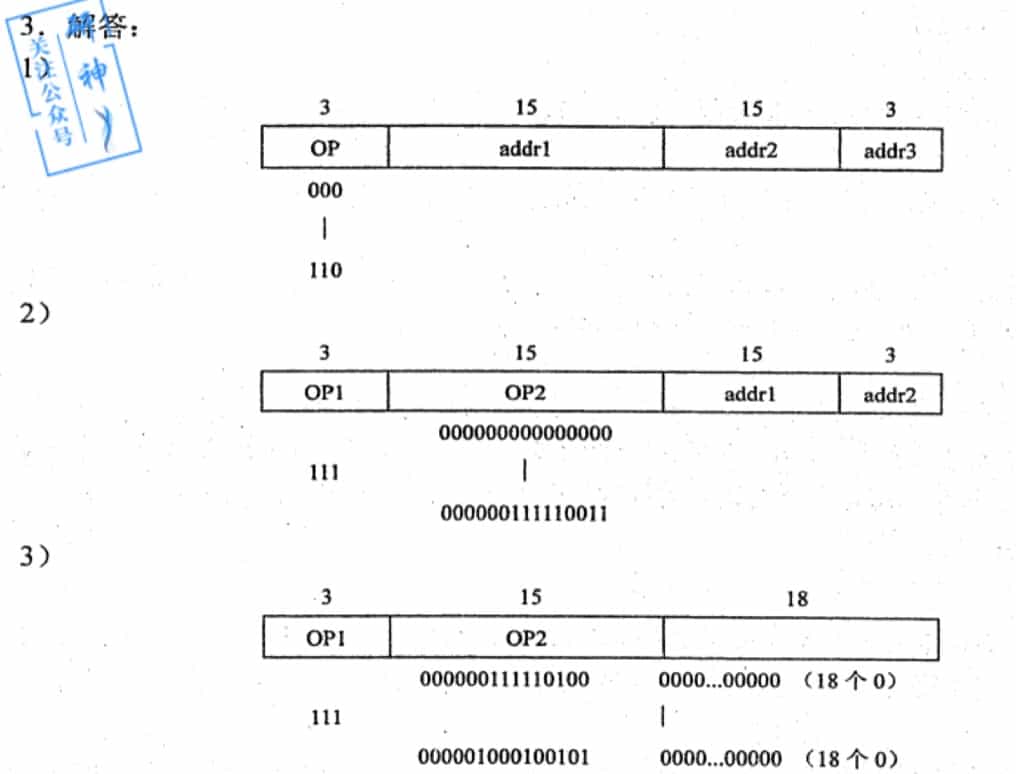 3．解答：
关注公众号
神
1）
3 15 15 3
OP addr1 addr2 addr3
000
|
110
2）
3 15 15 3
OP1 OP2 addr1 addr2
000000000000000
111 |
000000111110011
3）
3 15 18
OP1 OP2
000000111110100 0000...00000 （18 个 0）
111 |
000001000100101 0000...00000 （18 个 0）